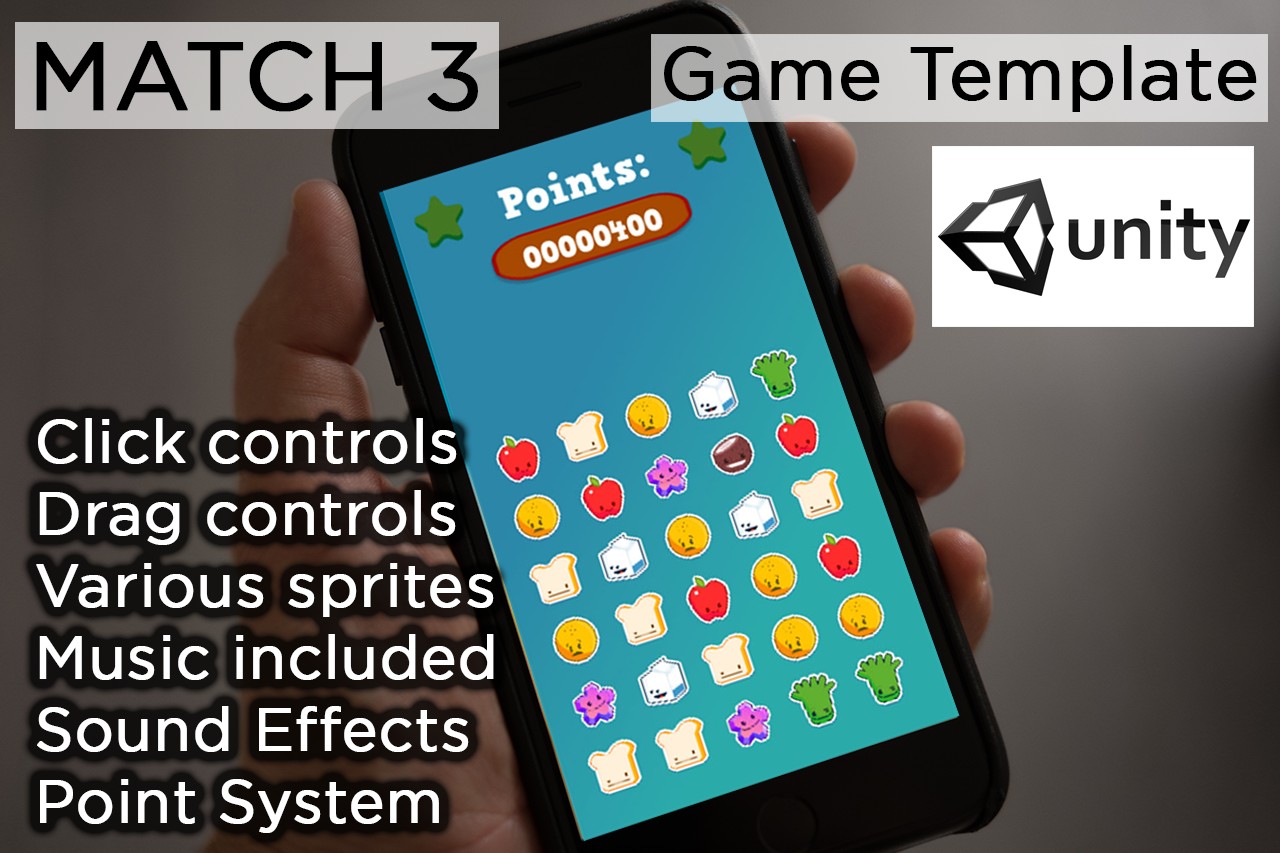 MATCH 3
Game Template
unity
Points:
00000400
Click controls
Drag controls
Various sprites
Music included
Sound Effects
Point System